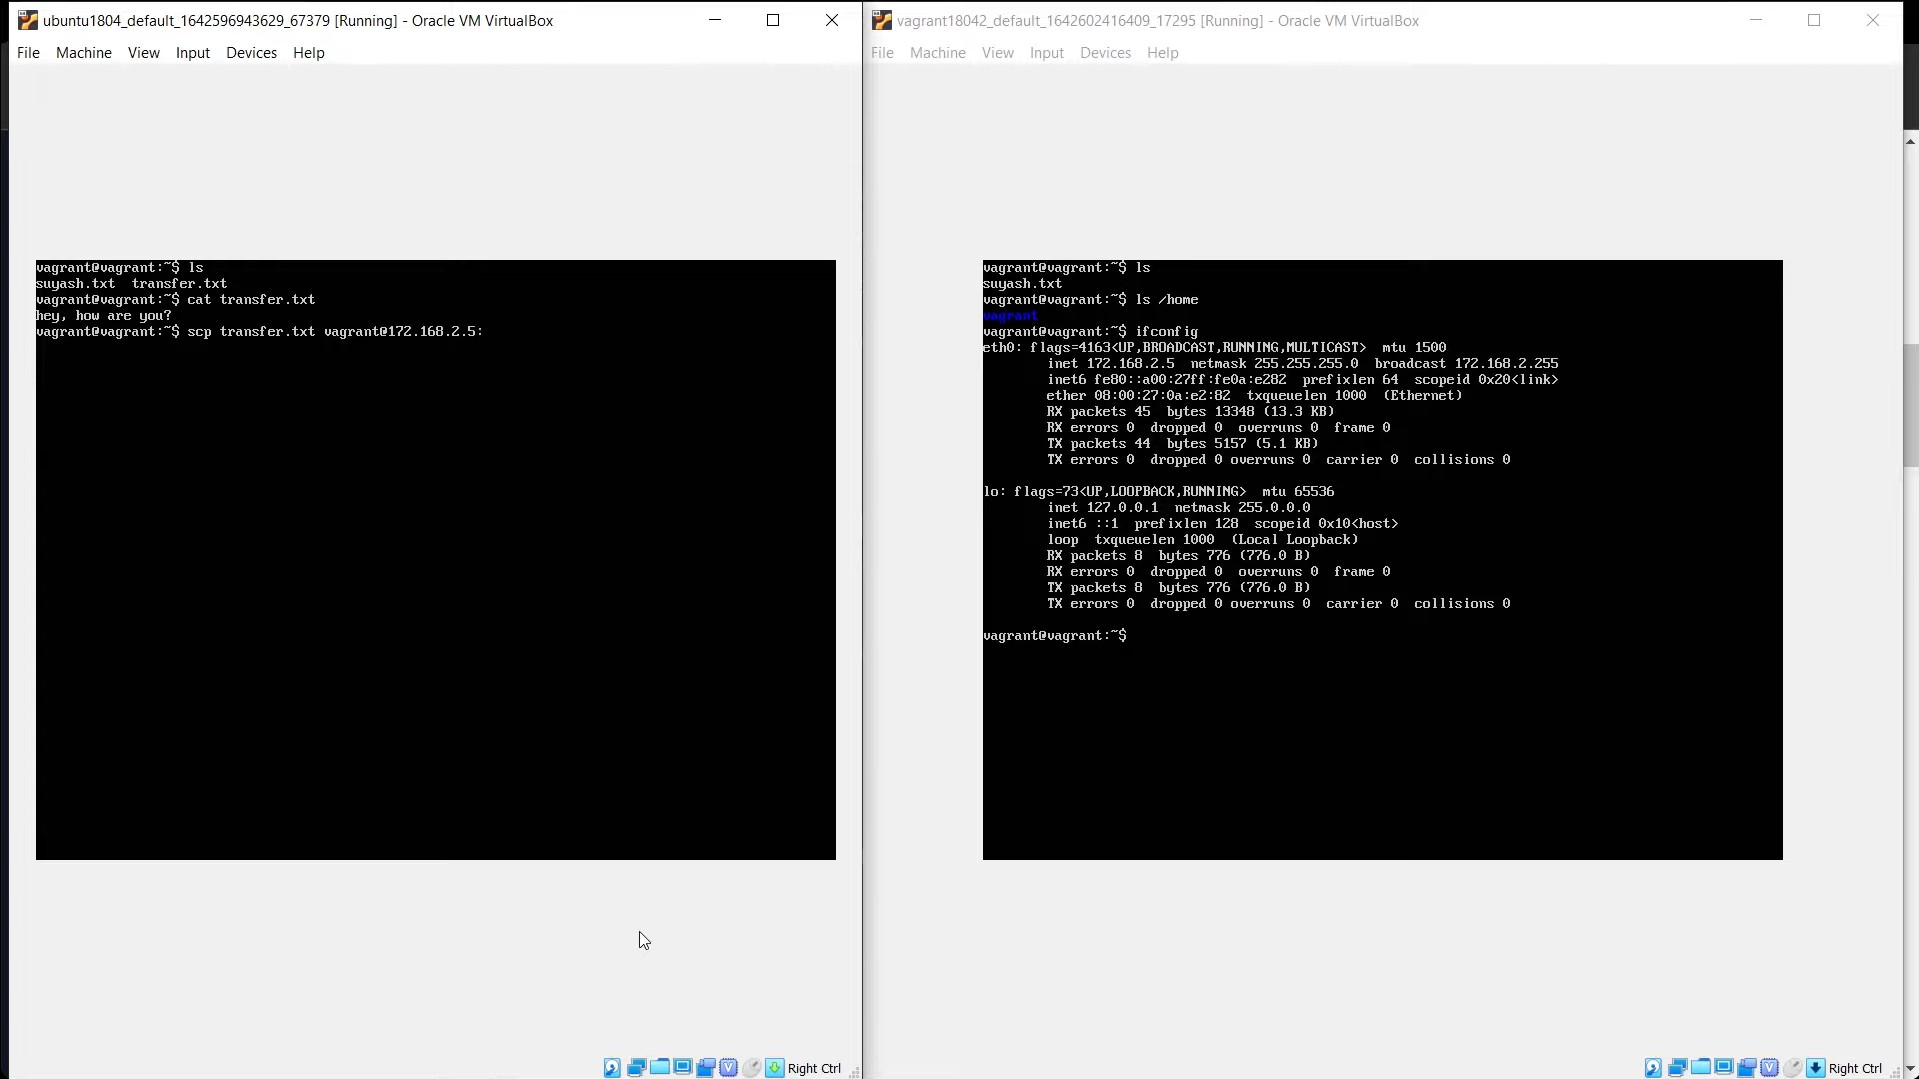 ubuntu1804_default_1642596943629_67379 [Running] - Oracle VM VirtualBox
File Machine View Input Devices Help
vagrant@vagrant:~$ ls
suyash.txt  transfer.txt
vagrant@vagrant:~$ cat transfer.txt
hey, how are you?
vagrant@vagrant:~$ scp transfer.txt vagrant@172.168.2.5:
Right Ctrl
vagrant18042_default_1642602416409_17295 [Running] - Oracle VM VirtualBox
File Machine View Input Devices Help
vagrant@vagrant:~$ ls
suyash.txt
vagrant@vagrant:~$ ls /home
vagrant
vagrant@vagrant:~$ ifconfig
eth0: flags=4163<UP,BROADCAST,RUNNING,MULTICAST>  mtu 1500
inet 172.168.2.5  netmask 255.255.255.0  broadcast 172.168.2.255
inet6 fe80::a00:27ff:fe0a:e282  prefixlen 64  scopeid 0x20<link>
ether 08:00:27:0a:e2:82  txqueuelen 1000  (Ethernet)
RX packets 45  bytes 13348 (13.3 KB)
RX errors 0  dropped 0  overruns 0  frame 0
TX packets 44  bytes 5157 (5.1 KB)
TX errors 0  dropped 0 overruns 0  carrier 0  collisions 0
lo: flags=73<UP,LOOPBACK,RUNNING>  mtu 65536
inet 127.0.0.1  netmask 255.0.0.0
inet6 ::1  prefixlen 128  scopeid 0x10<host>
loop  txqueuelen 1000  (Local Loopback)
RX packets 8  bytes 776 (776.0 B)
RX errors 0  dropped 0  overruns 0  frame 0
TX packets 8  bytes 776 (776.0 B)
TX errors 0  dropped 0 overruns 0  carrier 0  collisions 0
vagrant@vagrant:~$
Right Ctrl